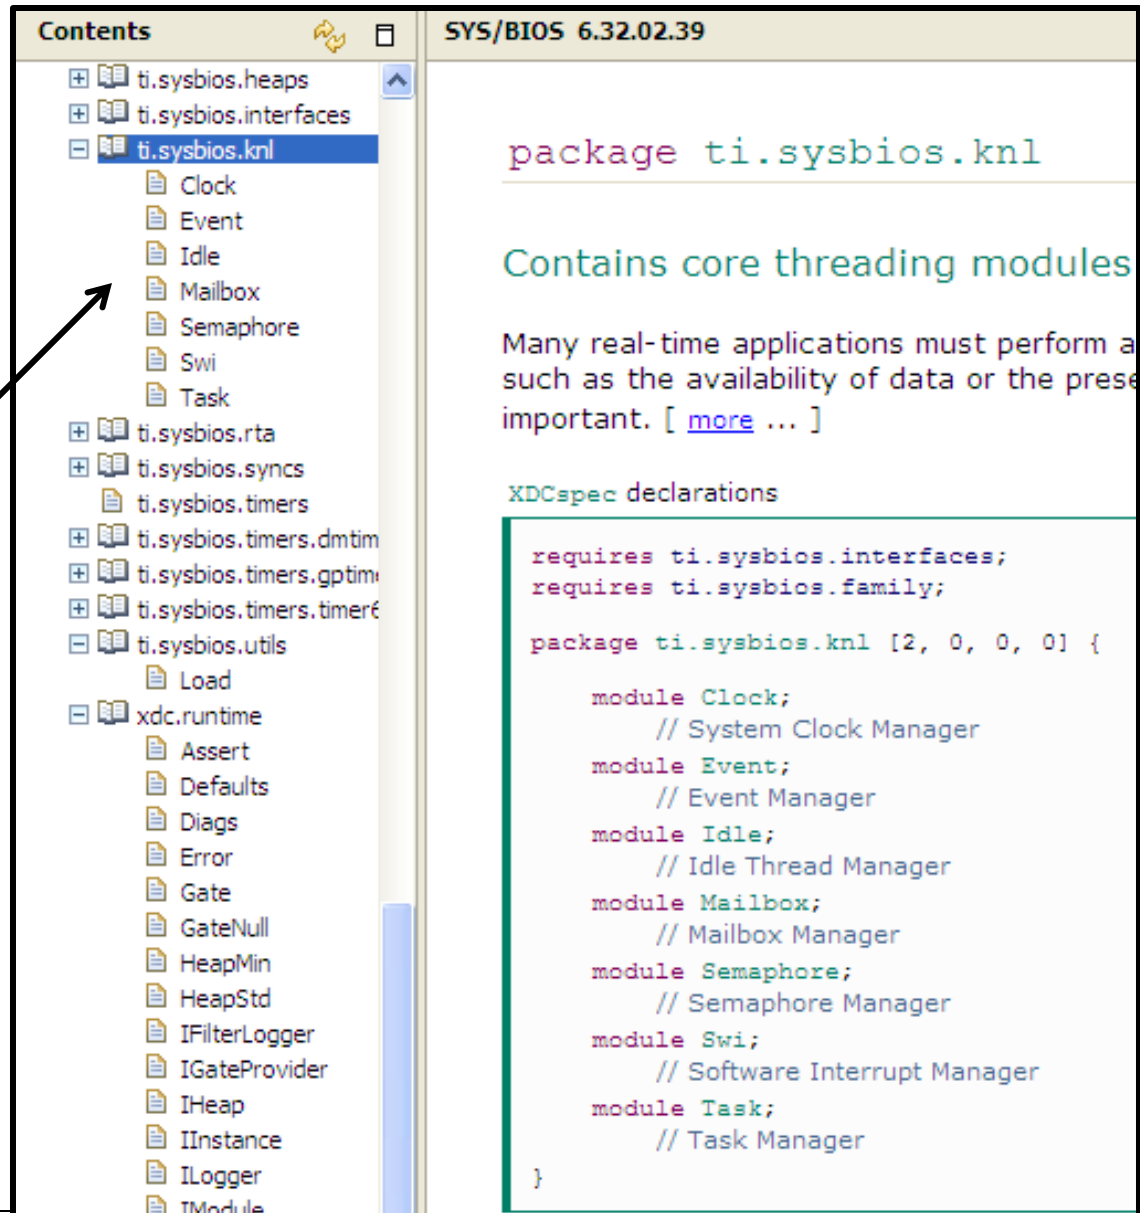 Contents
ti.sysbios.heaps
ti.sysbios.interfaces
ti.sysbios.knl
Clock
Event
Idle
Mailbox
Semaphore
Swi
Task
ti.sysbios.rta
ti.sysbios.syncs
ti.sysbios.timers
ti.sysbios.timers.dmtim
ti.sysbios.timers.gptim
ti.sysbios.timers.timer6
ti.sysbios.utils
Load
xdc.runtime
Assert
Defaults
Diags
Error
Gate
GateNull
HeapMin
HeapStd
IFilterLogger
IGateProvider
IHeap
IInstance
ILogger
IModule
SYS/BIOS 6.32.02.39
package ti.sysbios.knl
Contains core threading modules
Many real-time applications must perform a
such as the availability of data or the prese
important. [ more ... ]
XDCspec declarations
requires ti.sysbios.interfaces;
requires ti.sysbios.family;
package ti.sysbios.knl [2, 0, 0, 0] {
module Clock;
// System Clock Manager
module Event;
// Event Manager
module Idle;
// Idle Thread Manager
module Mailbox;
// Mailbox Manager
module Semaphore;
// Semaphore Manager
module Swi;
// Software Interrupt Manager
module Task;
// Task Manager
}